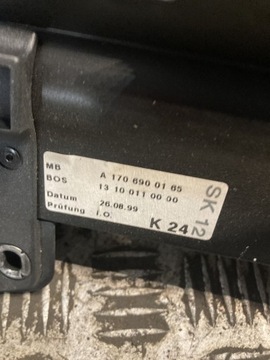 MB A 170 690 01 65
BOS 13 10 011 00 00
Datum 26.08.99
Prüfung i.O
K 24
SK 12